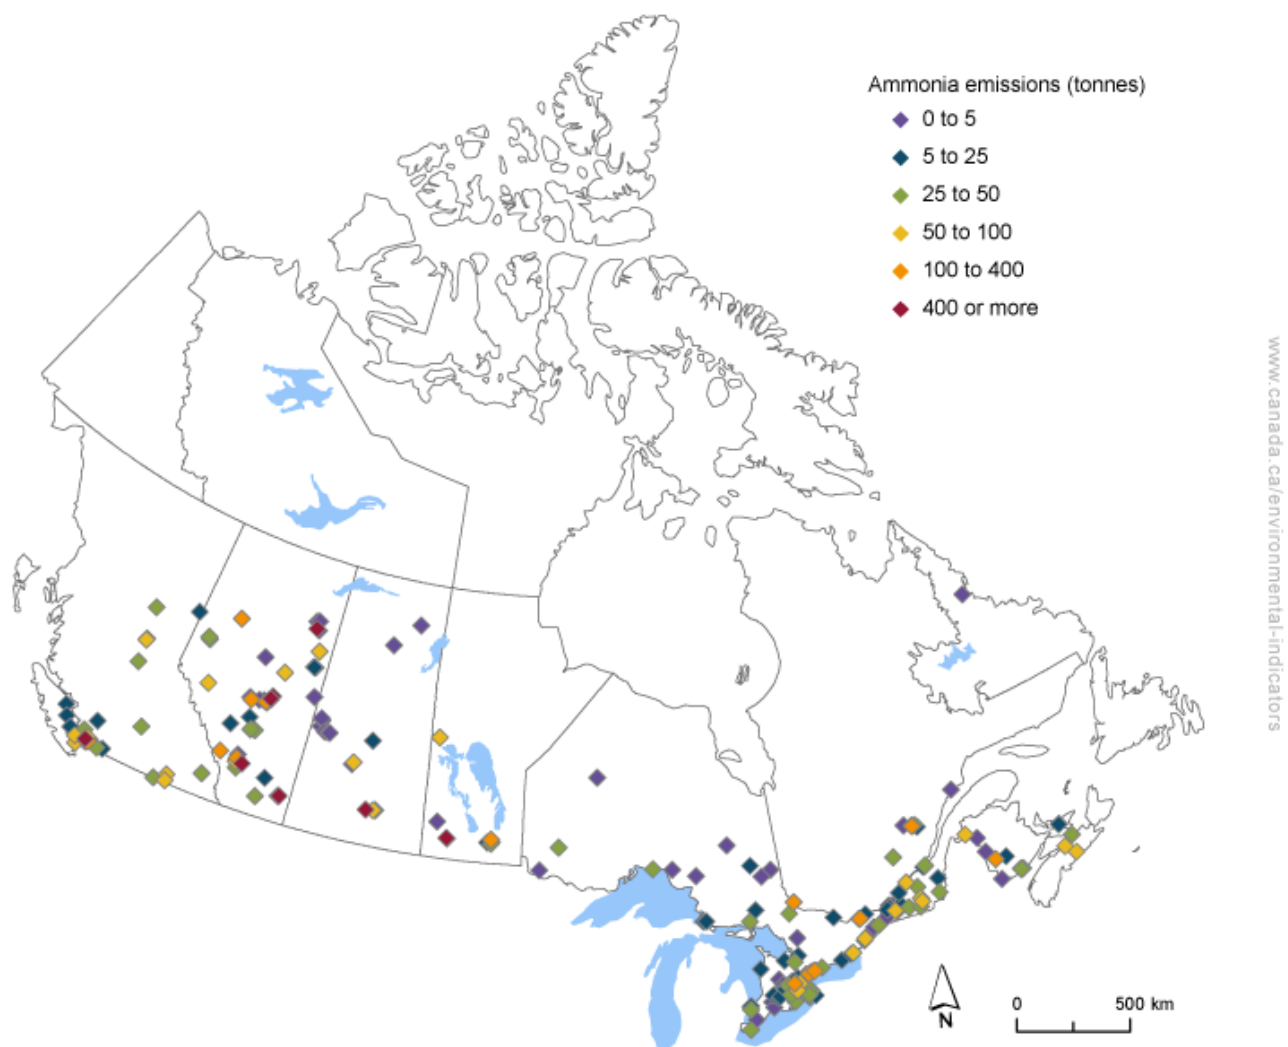 Ammonia emissions (tonnes)
0 to 5
5 to 25
25 to 50
50 to 100
100 to 400
400 or more
www.canada.ca/environmental-indicators
N
0 500 km